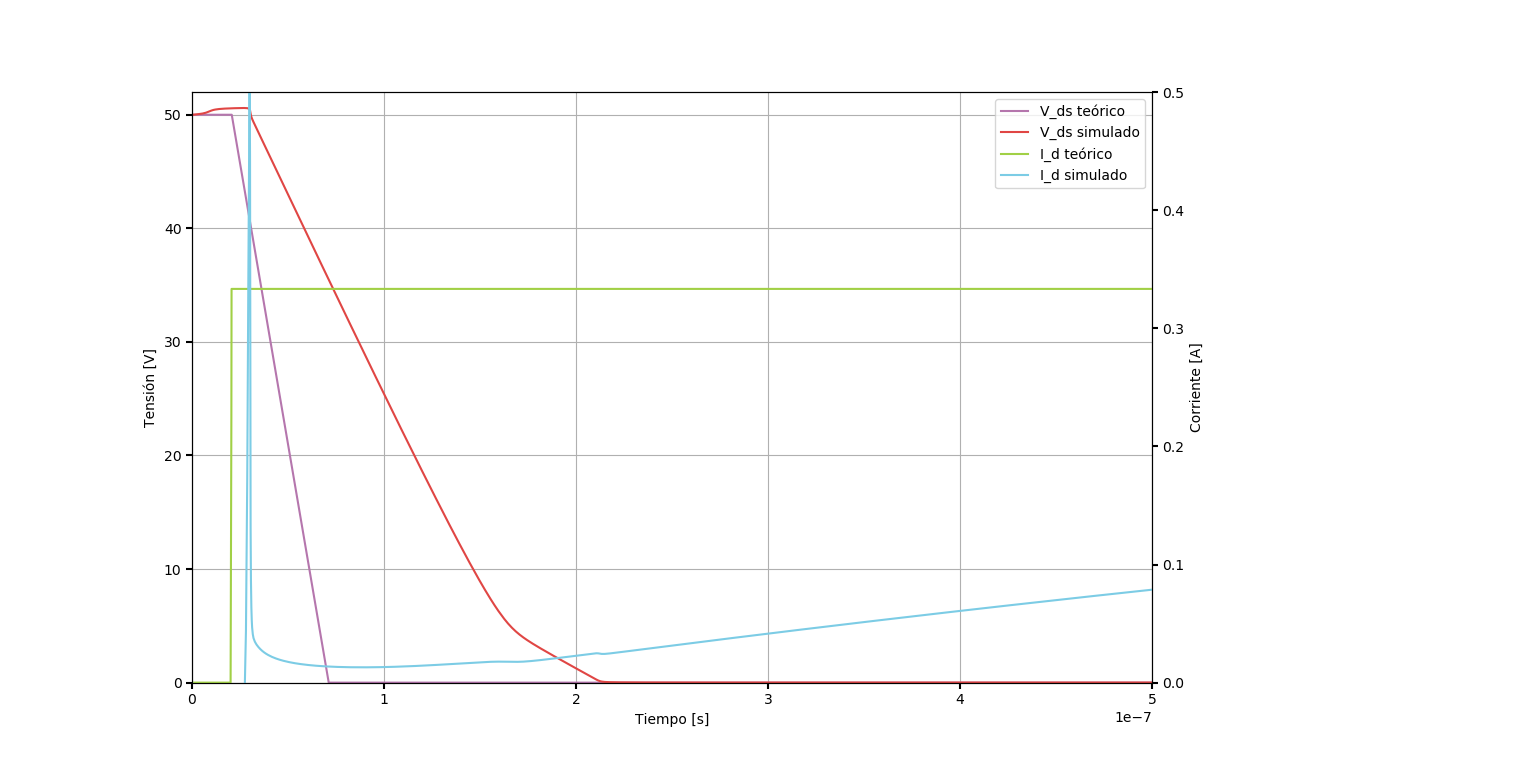 50
40
30
20
10
0
Tensión [V]
0 1 2 3 4 5
1e−7
Tiempo [s]
0.5
0.4
0.3
0.2
0.1
0.0
Corriente [A]
V_ds teórico
V_ds simulado
I_d teórico
I_d simulado